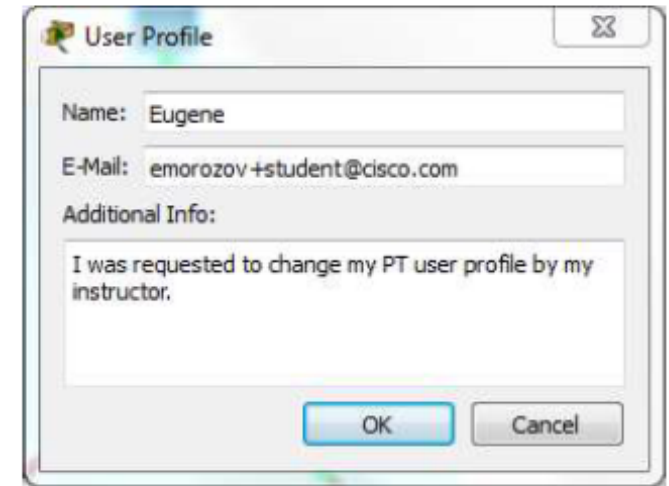 User Profile
Name: Eugene
E-Mail: emorozov+student@cisco.com
Additional Info:
I was requested to change my PT user profile by my
instructor.
OK Cancel